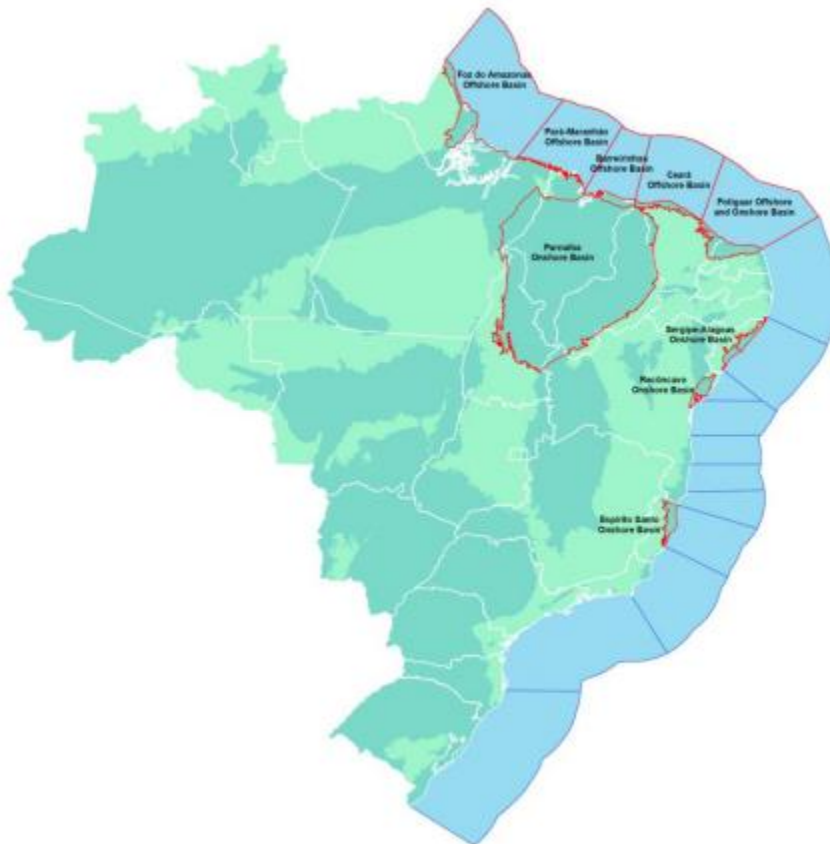 Foz do Amazonas
Offshore Basin
Pará-Maranhão
Offshore Basin
Barreirinhas
Offshore Basin
Ceará
Offshore Basin
Potiguar Offshore
and Onshore Basin
Parnaíba
Onshore Basin
Sergipe/Alagoas
Onshore Basin
Recôncavo
Onshore Basin
Espírito Santo
Onshore Basin